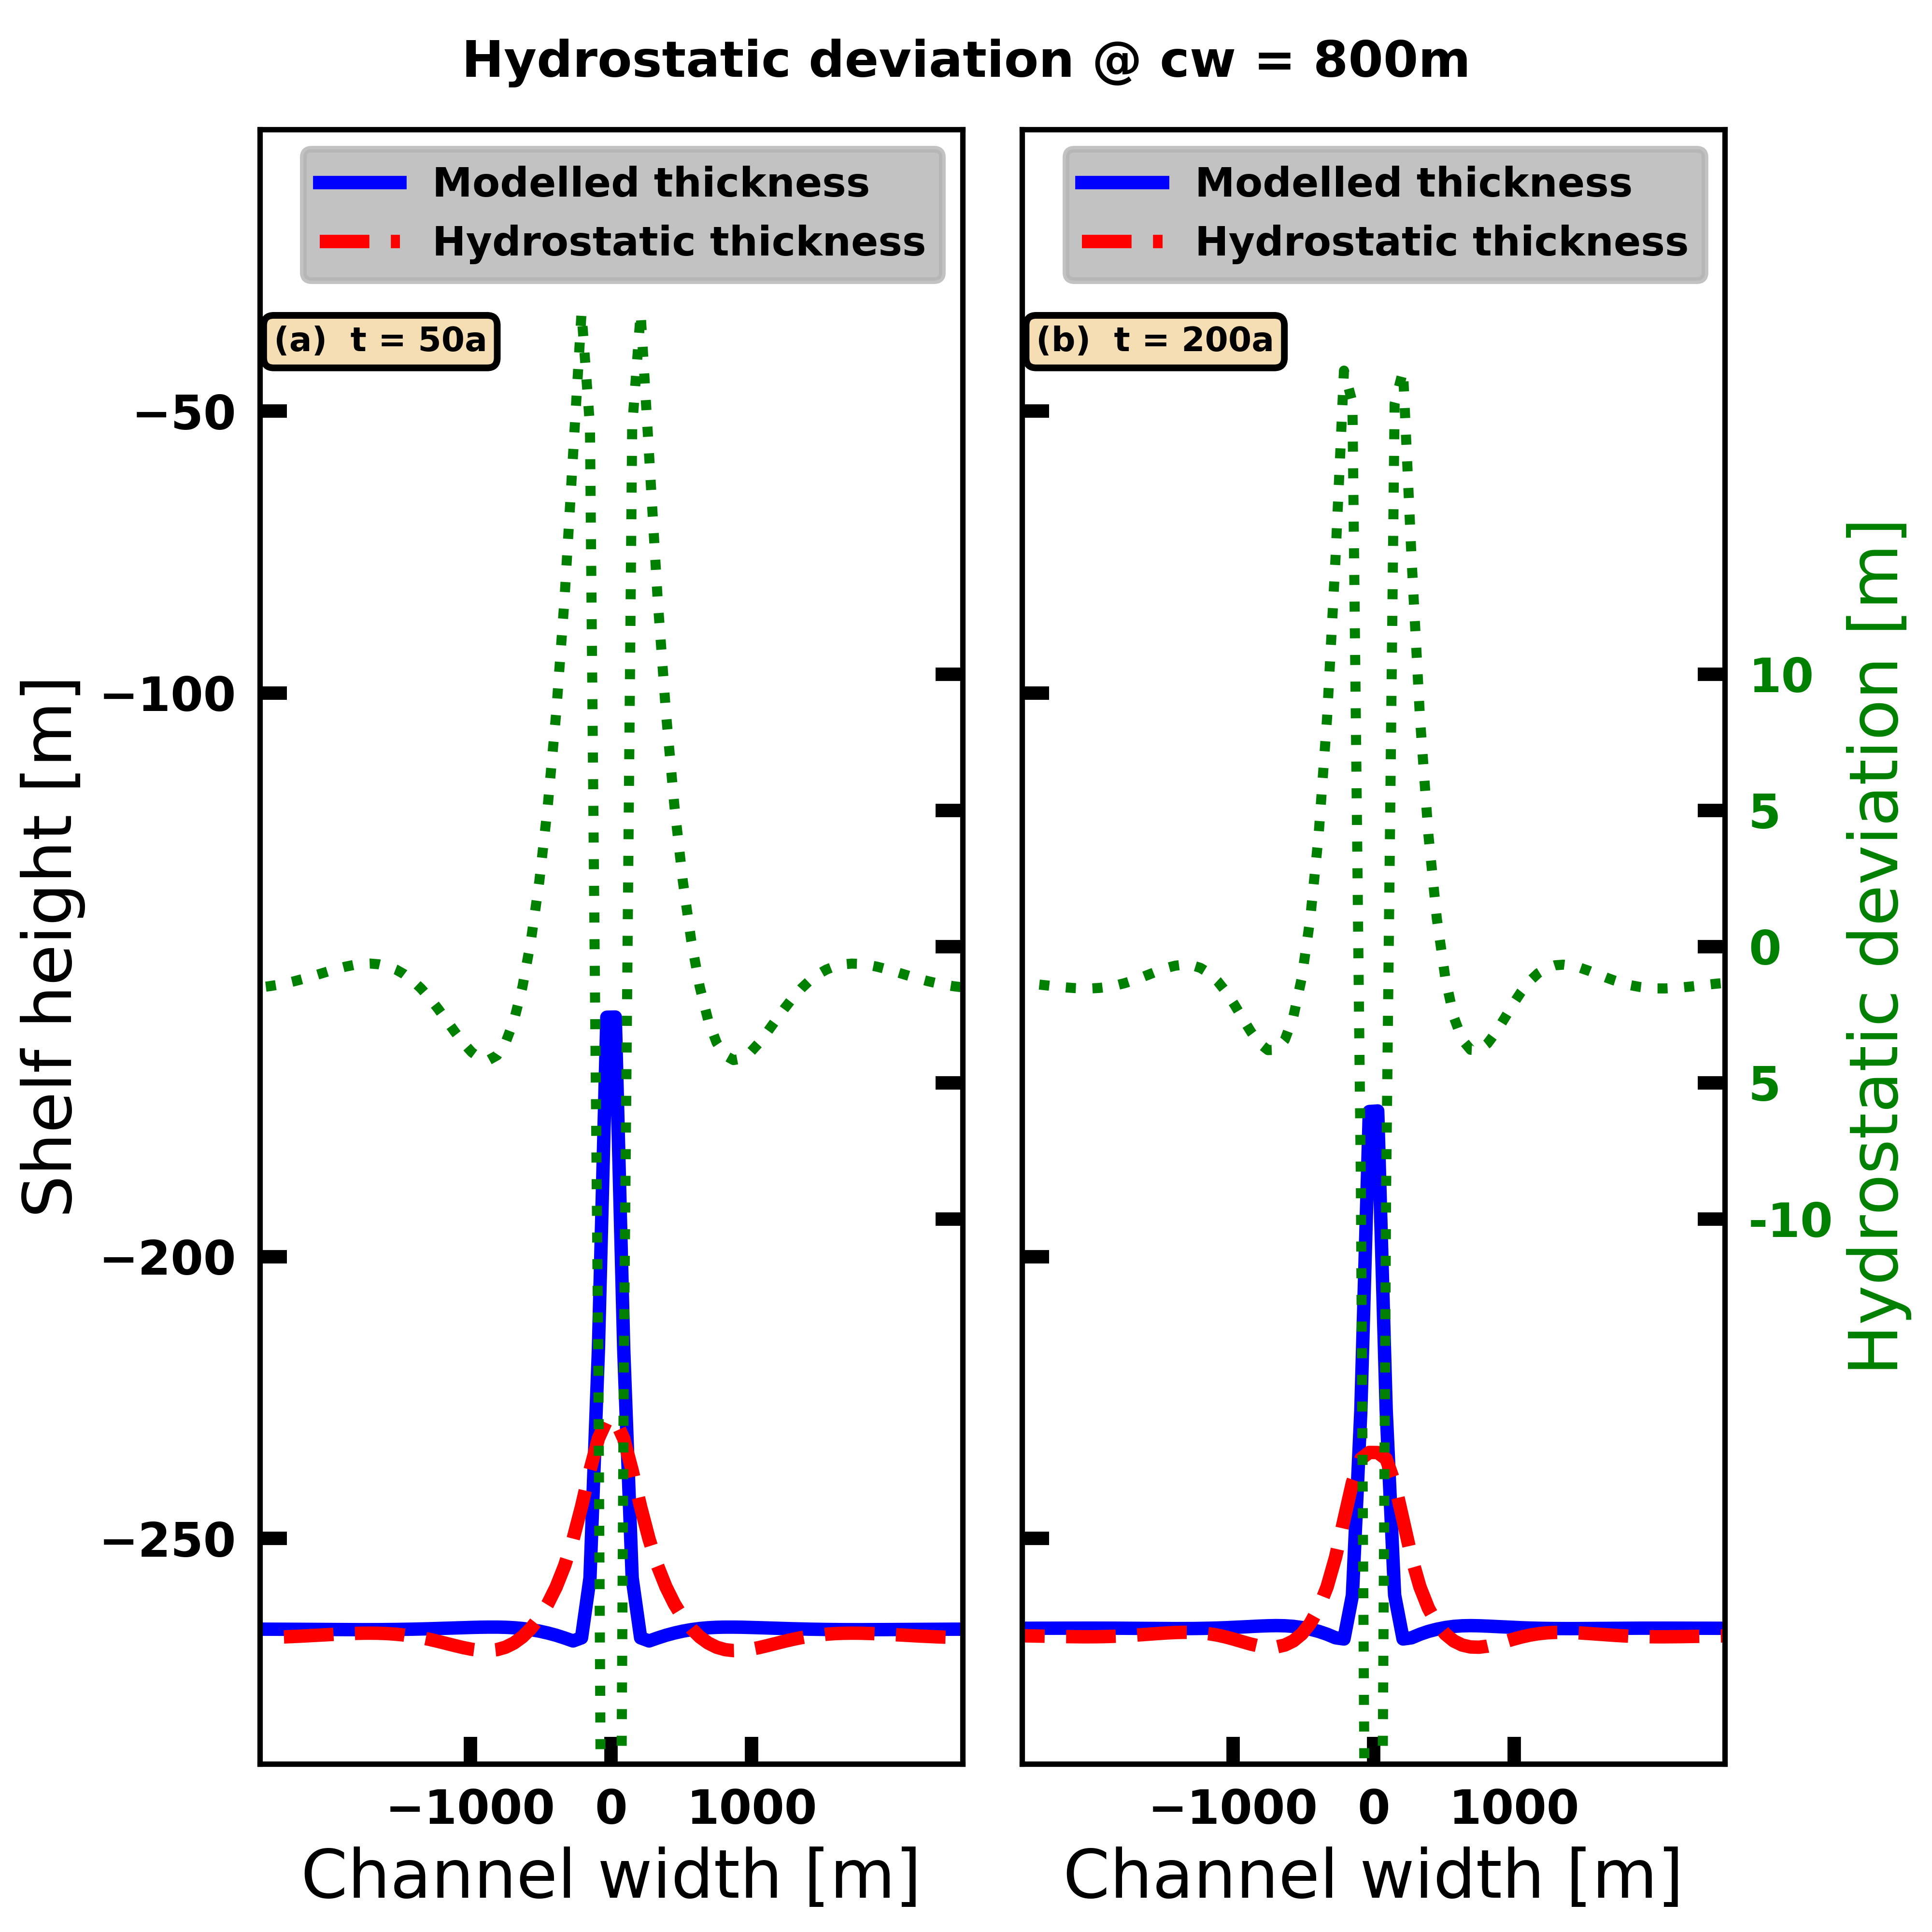 Hydrostatic deviation @ cw = 800m
Modelled thickness
Hydrostatic thickness
Modelled thickness
Hydrostatic thickness
(a) t = 50a
(b) t = 200a
−50
−100
−200
−250
Shelf height [m]
10
5
0
5
-10
Hydrostatic deviation [m]
−1000 0 1000
−1000 0 1000
Channel width [m]
Channel width [m]